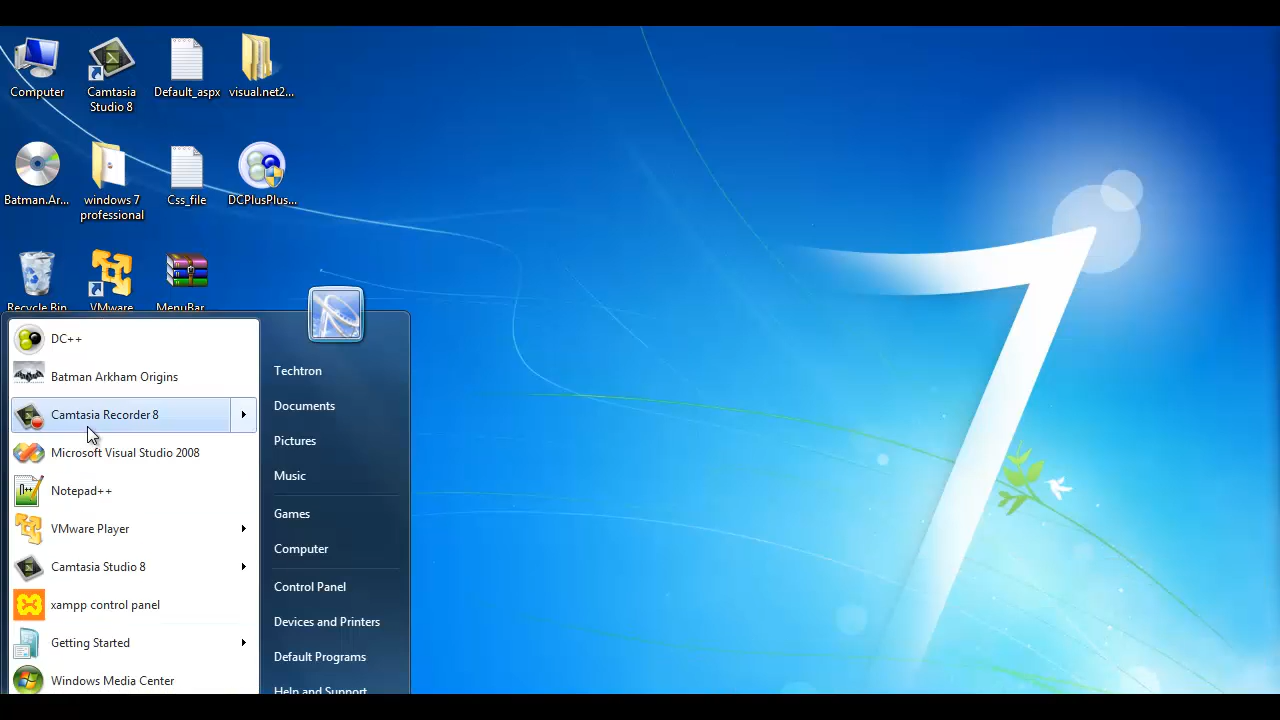 Computer
Camtasia
Studio 8
Default_aspx
visual.net2...
Batman.Ar...
windows 7
professional
Css_file
DCPlusPlus...
Recycle Bin
VMware
MenuBar
DC++
Batman Arkham Origins
Camtasia Recorder 8
Microsoft Visual Studio 2008
Notepad++
VMware Player
Camtasia Studio 8
xampp control panel
Getting Started
Windows Media Center
Techtron
Documents
Pictures
Music
Games
Computer
Control Panel
Devices and Printers
Default Programs
Help and Support